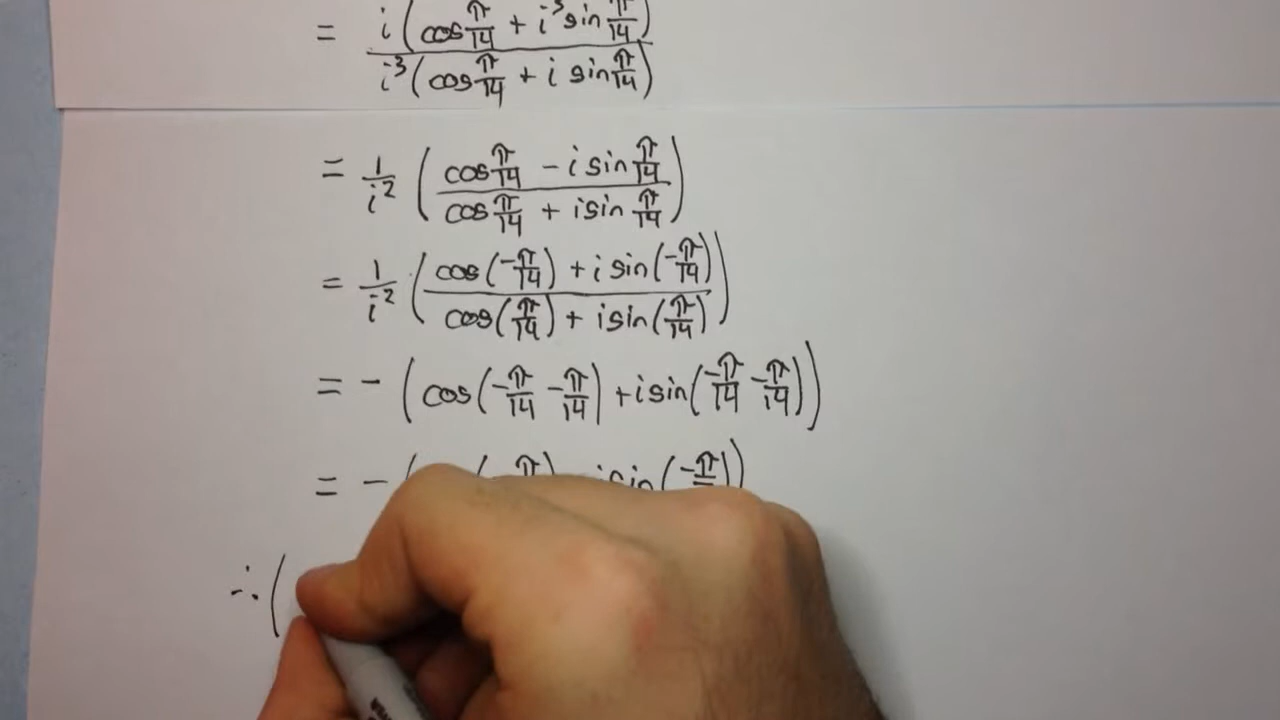 = i(cos π/14 + i³ sin π/14) / i³(cos π/14 + i sin π/14)
= 1/i² (cos π/14 - i sin π/14 / cos π/14 + i sin π/14)
= 1/i² (cos(-π/14) + i sin(-π/14) / cos(π/14) + i sin(π/14))
= - (cos(-π/14 - π/14) + i sin(-π/14 - π/14))
= - ( π ) i sin(-π ))
∴ (